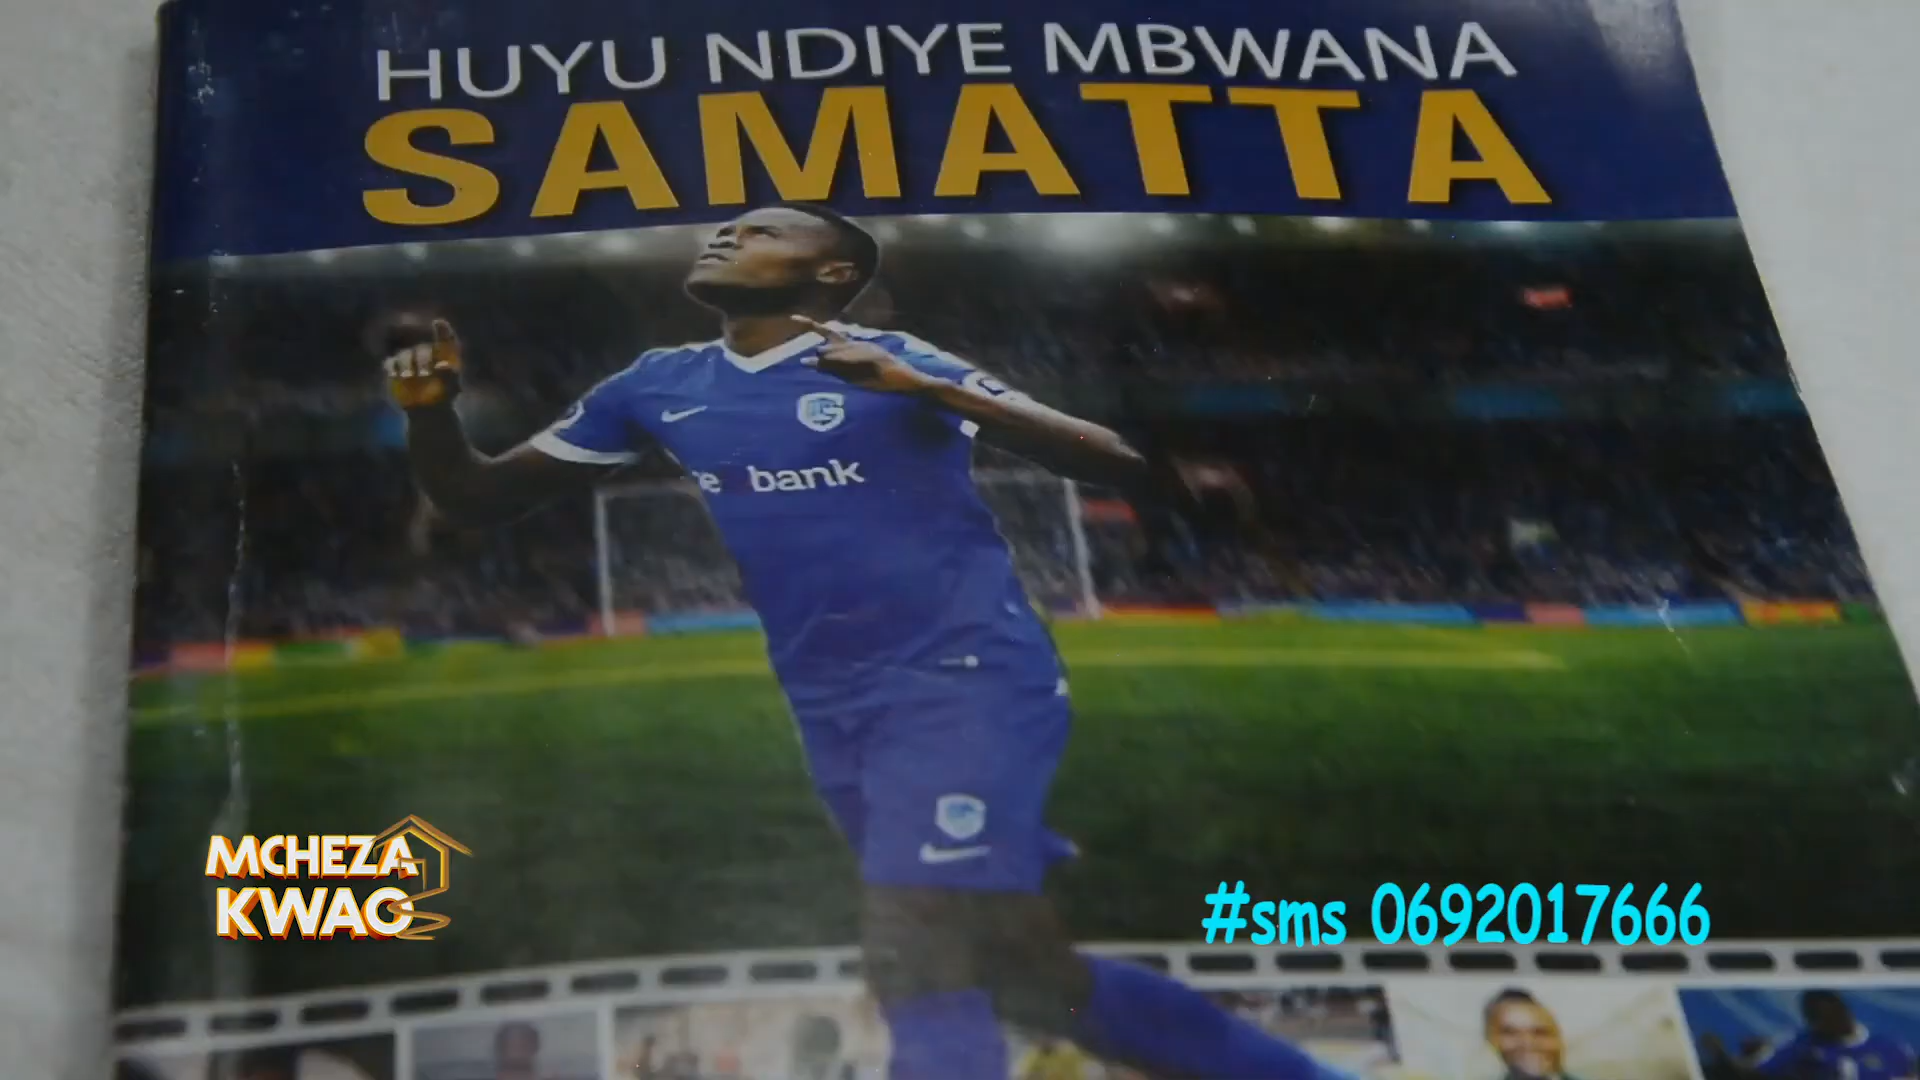 HUYU NDIYE MBWANA
SAMATTA
bank
MCHEZA
KWAO
#sms 0692017666